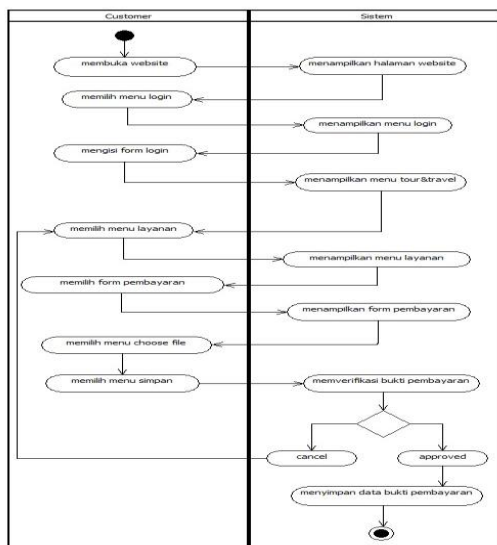 Customer
Sistem
membuka website
menampilkan halaman website
memilih menu login
menampilkan menu login
mengisi form login
menampilkan menu tour&travel
memilih menu layanan
menampilkan menu layanan
memilih form pembayaran
menampilkan form pembayaran
memilih menu choose file
memilih menu simpan
memverifikasi bukti pembayaran
cancel
approved
menyimpan data bukti pembayaran